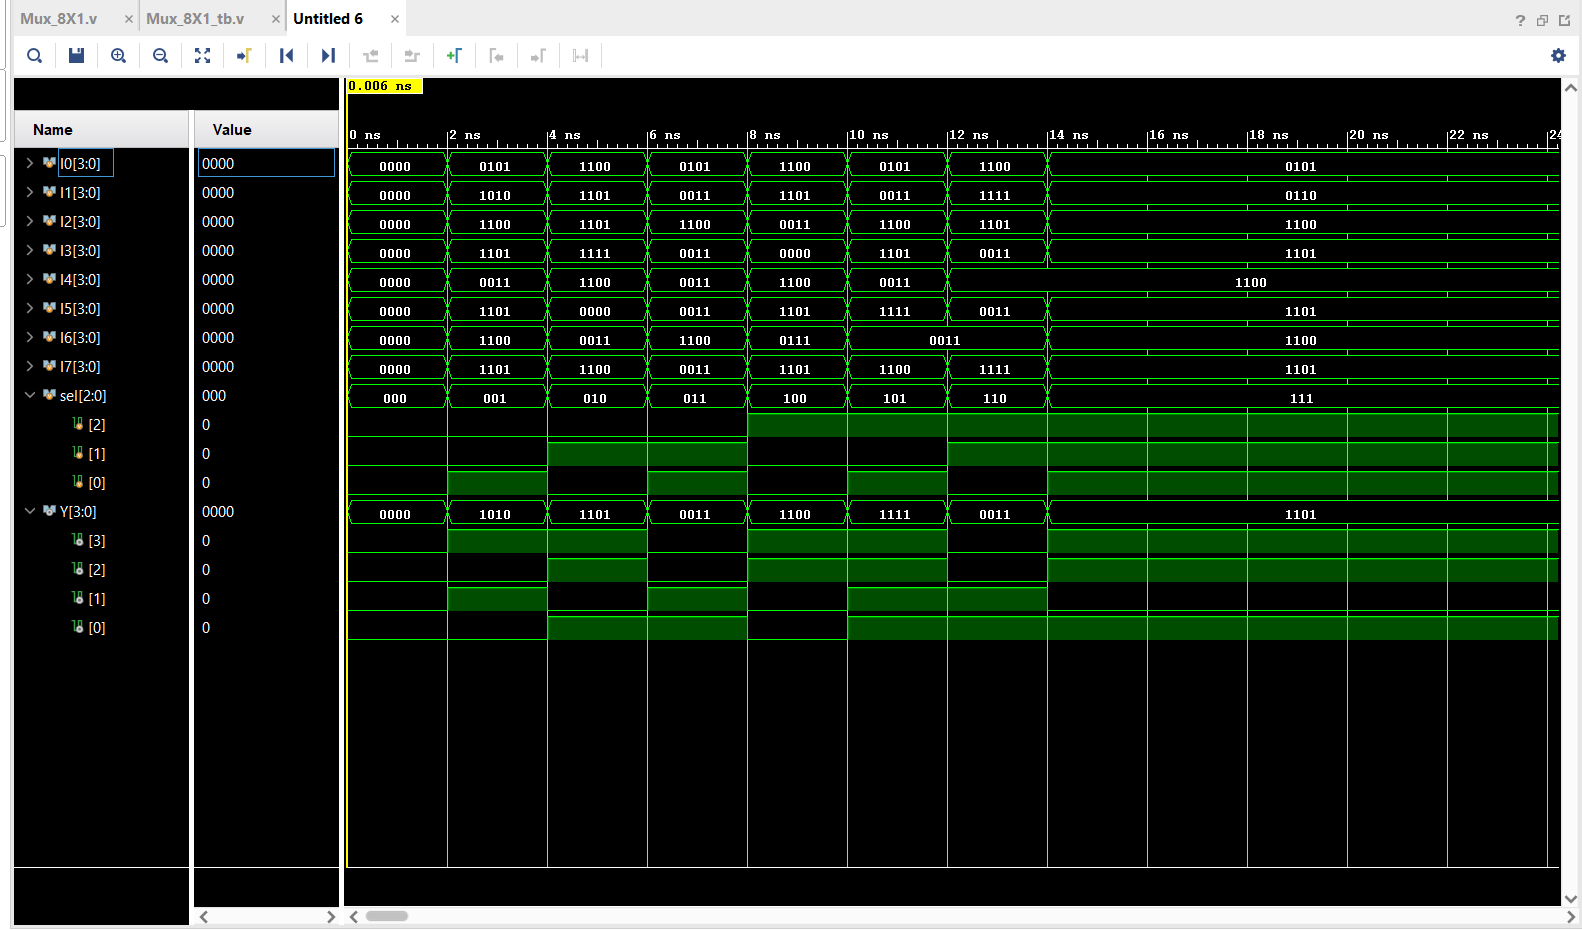 Mux_8X1.v × Mux_8X1_tb.v × Untitled 6 ×
?
0.006 ns
Name Value
0 ns 2 ns 4 ns 6 ns 8 ns 10 ns 12 ns 14 ns 16 ns 18 ns 20 ns 22 ns 24
I0[3:0] 0000 0000 0101 1100 0101 1100 0101 1100 0101
I1[3:0] 0000 0000 1010 1101 0011 1101 0011 1111 0110
I2[3:0] 0000 0000 1100 1101 1100 0011 1100 1101 1100
I3[3:0] 0000 0000 1101 1111 0011 0000 1101 0011 1101
I4[3:0] 0000 0000 0011 1100 0011 1100 0011 1100
I5[3:0] 0000 0000 1101 0000 0011 1101 1111 0011 1101
I6[3:0] 0000 0000 1100 0011 1100 0111 0011 1100
I7[3:0] 0000 0000 1101 1100 0011 1101 1100 1111 1101
sel[2:0] 000 000 001 010 011 100 101 110 111
[2] 0
[1] 0
[0] 0
Y[3:0] 0000 0000 1010 1101 0011 1100 1111 0011 1101
[3] 0
[2] 0
[1] 0
[0] 0